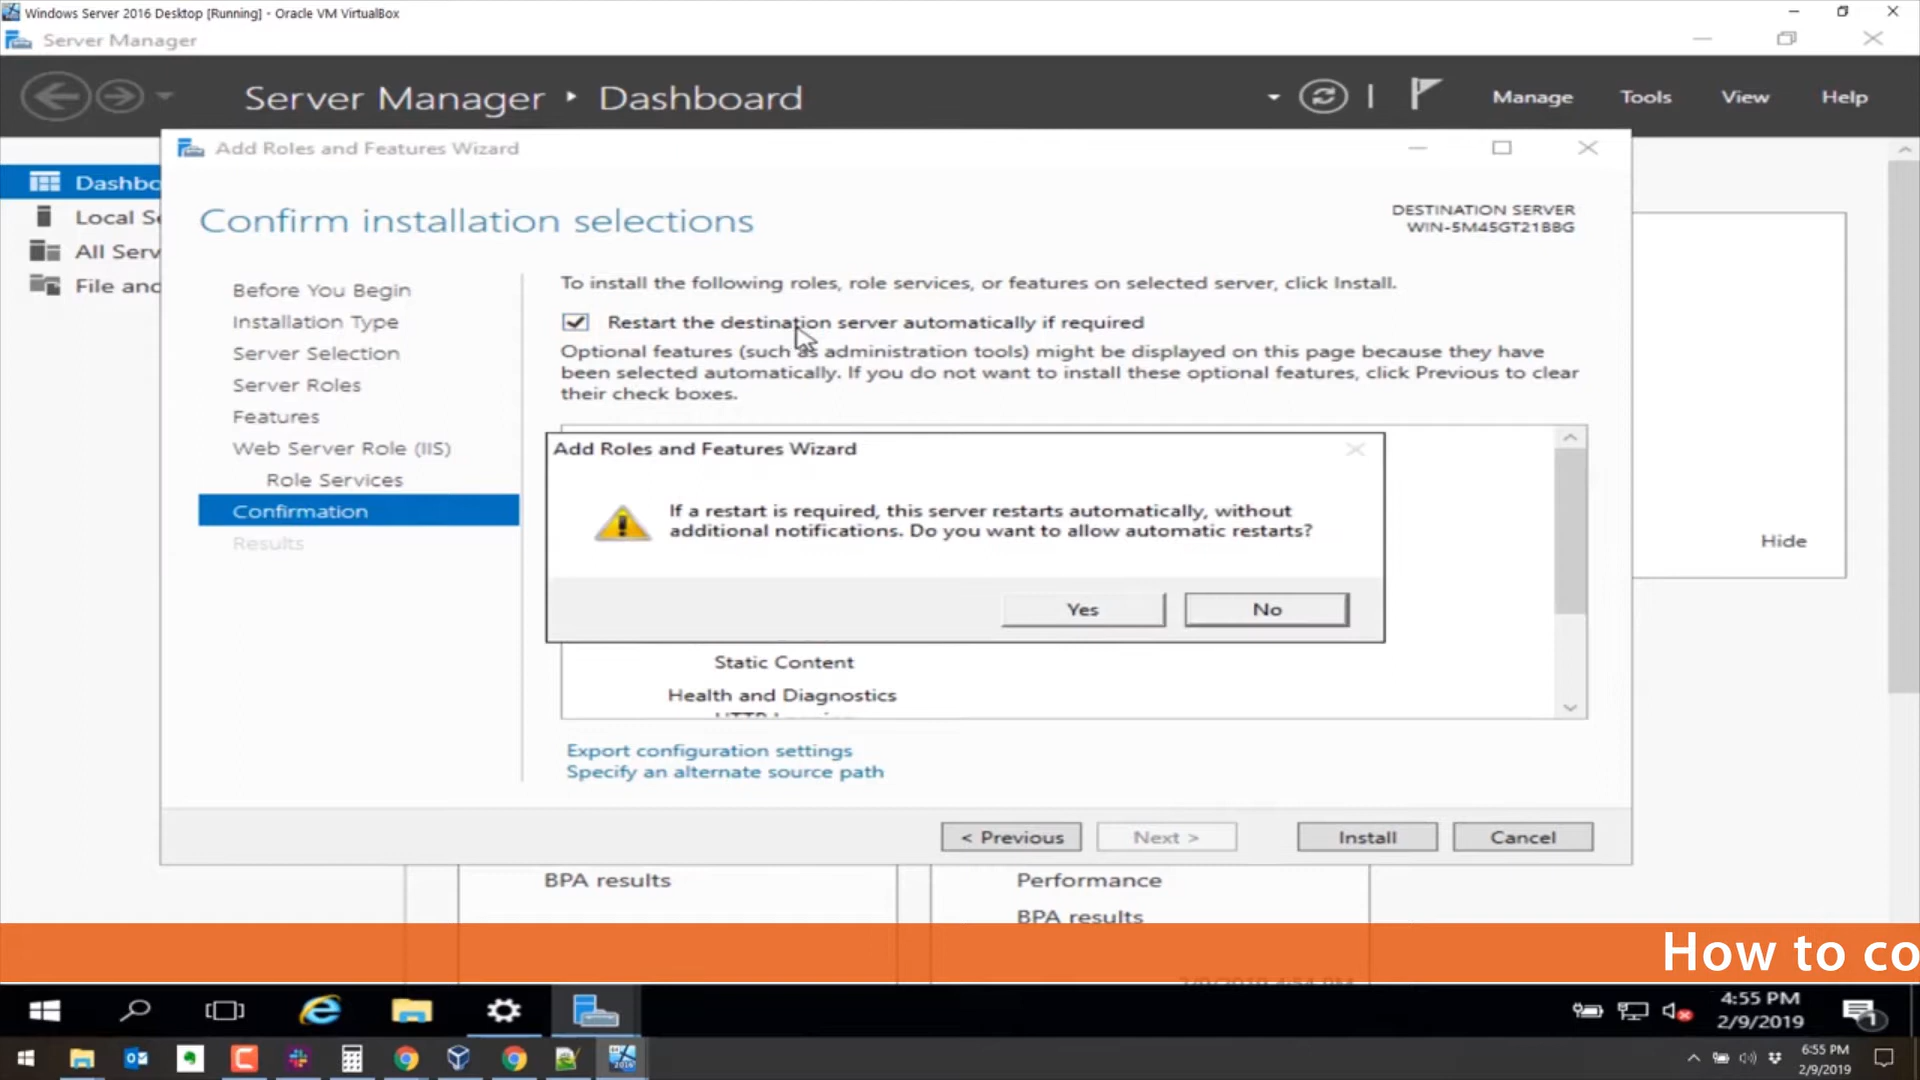 Windows Server 2016 Desktop [Running] - Oracle VM VirtualBox
Server Manager
Server Manager ‣ Dashboard
Manage
Tools
View
Help
Add Roles and Features Wizard
Dashbo
Local Se
All Serv
File and
Confirm installation selections
DESTINATION SERVER
WIN-5M45GT21BBG
Before You Begin
Installation Type
Server Selection
Server Roles
Features
Web Server Role (IIS)
Role Services
Confirmation
Results
To install the following roles, role services, or features on selected server, click Install.
Restart the destination server automatically if required
Optional features (such as administration tools) might be displayed on this page because they have
been selected automatically. If you do not want to install these optional features, click Previous to clear
their check boxes.
Add Roles and Features Wizard
If a restart is required, this server restarts automatically, without
additional notifications. Do you want to allow automatic restarts?
Yes
No
Hide
Static Content
Health and Diagnostics
Export configuration settings
Specify an alternate source path
< Previous
Next >
Install
Cancel
BPA results
Performance
BPA results
How to co
4:55 PM
2/9/2019
1
6:55 PM
2/9/2019